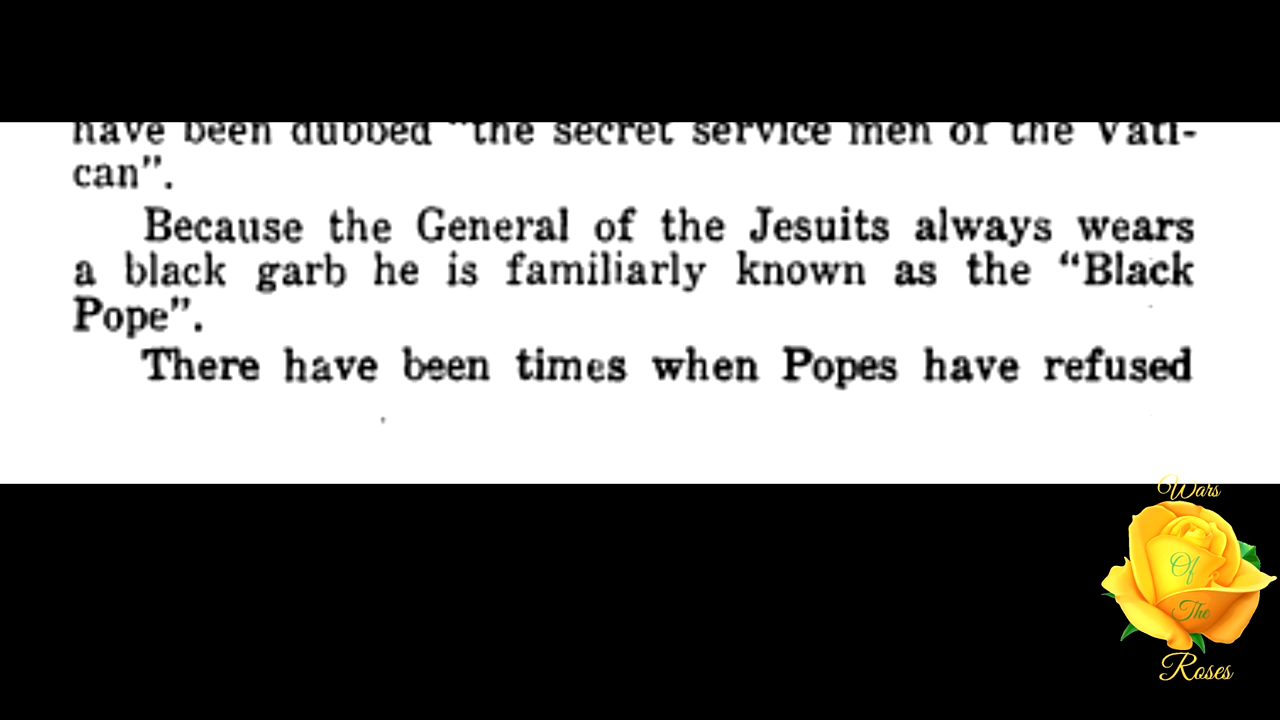 have been dubbed "the secret service men of the Vati-
can".
Because the General of the Jesuits always wears
a black garb he is familiarly known as the "Black
Pope".
There have been times when Popes have refused
Wars
Of
The
Roses